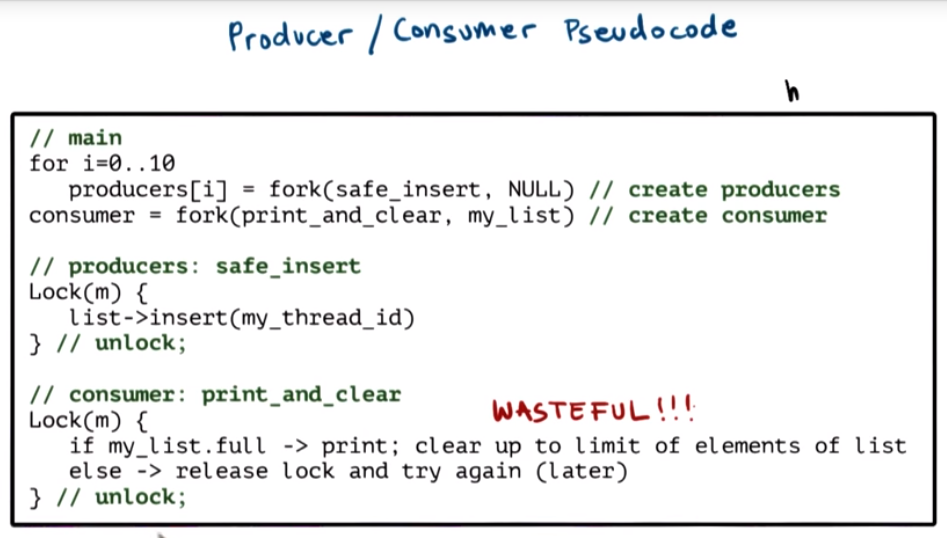 Producer / Consumer Pseudocode
h
// main
for i=0..10
producers[i] = fork(safe_insert, NULL) // create producers
consumer = fork(print_and_clear, my_list) // create consumer
// producers: safe_insert
Lock(m) {
list->insert(my_thread_id)
} // unlock;
// consumer: print_and_clear
WASTEFUL!!!
Lock(m) {
if my_list.full -> print; clear up to limit of elements of list
else -> release lock and try again (later)
} // unlock;